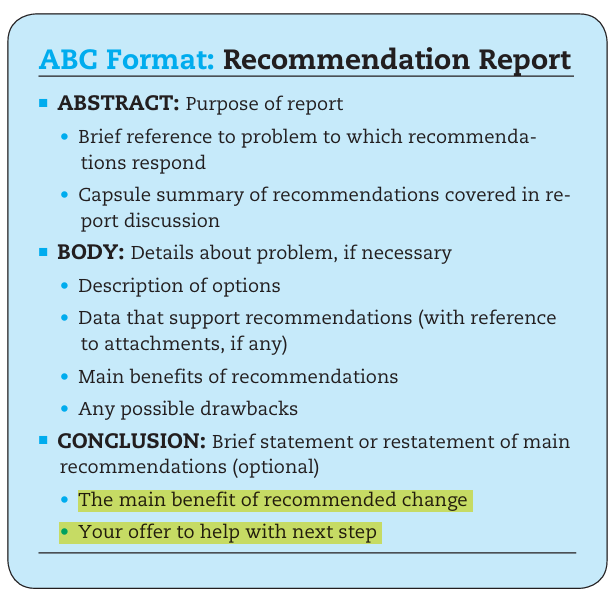 ABC Format: Recommendation Report
■ ABSTRACT: Purpose of report
• Brief reference to problem to which recommenda-
tions respond
• Capsule summary of recommendations covered in re-
port discussion
■ BODY: Details about problem, if necessary
• Description of options
• Data that support recommendations (with reference
to attachments, if any)
• Main benefits of recommendations
• Any possible drawbacks
■ CONCLUSION: Brief statement or restatement of main
recommendations (optional)
• The main benefit of recommended change
• Your offer to help with next step